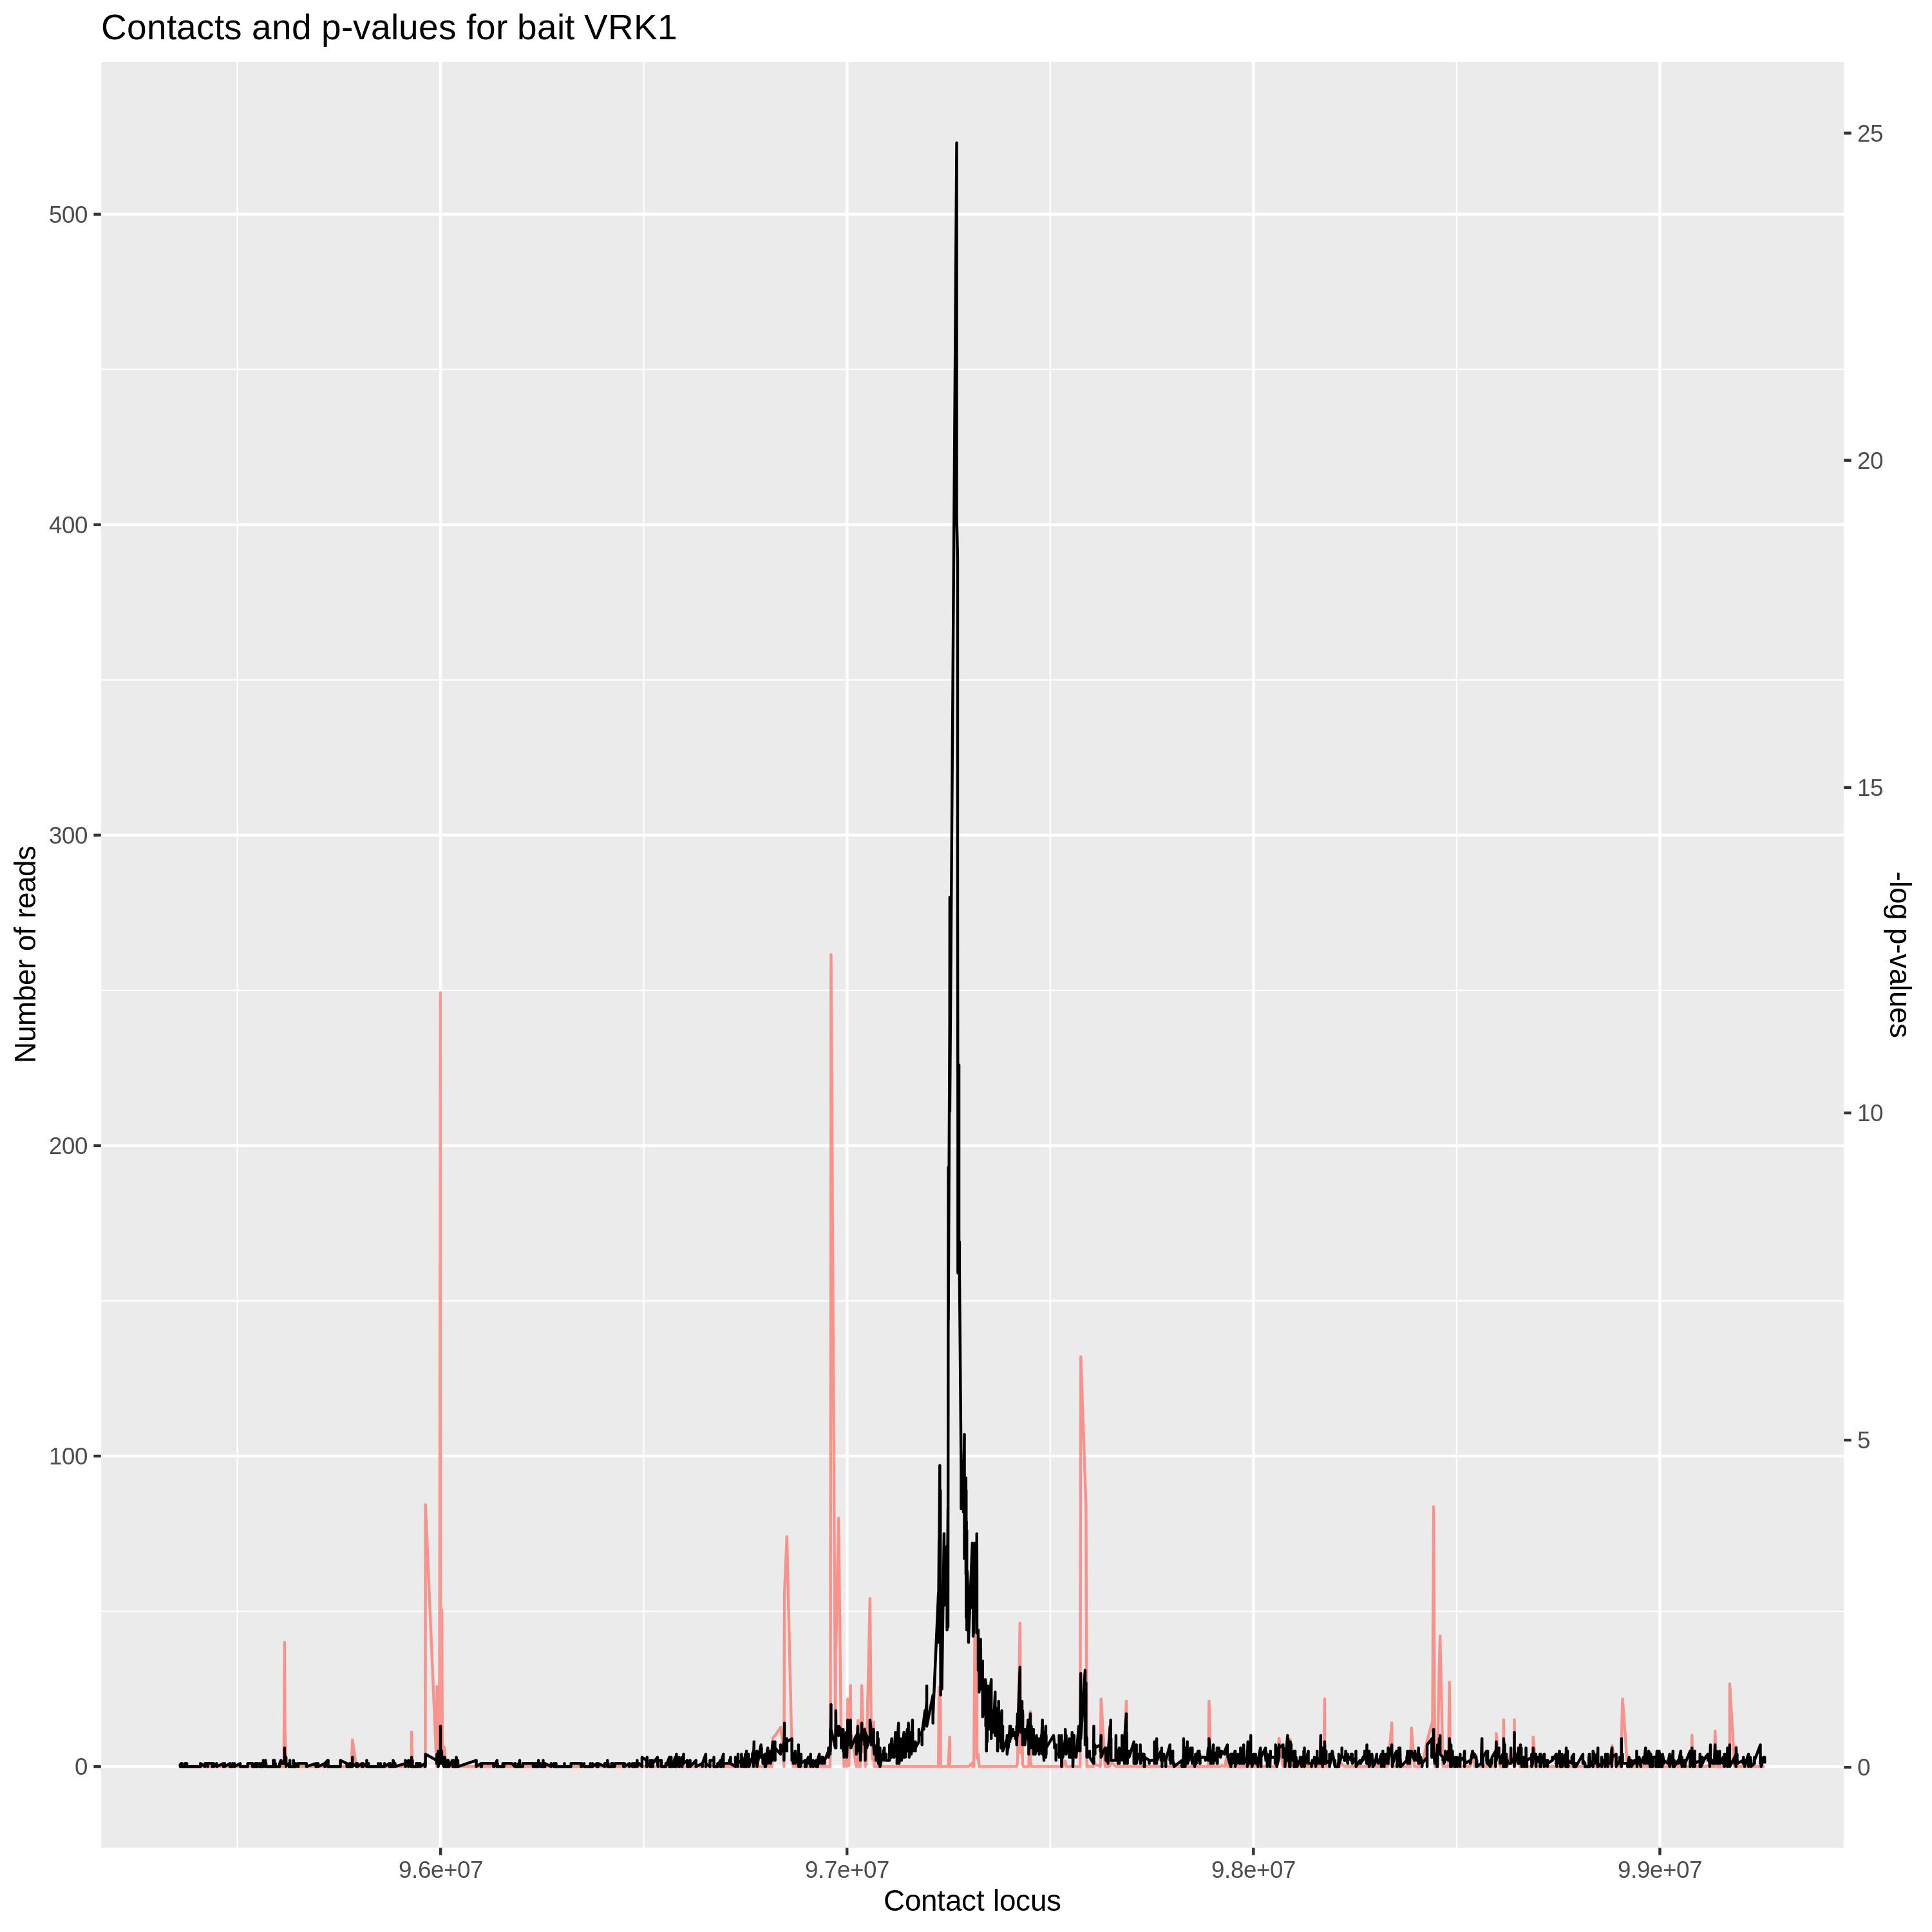 Contacts and p-values for bait VRK1
Number of reads
500
400
300
200
100
0
25
20
15
10
5
0
-log p-values
9.6e+07 9.7e+07 9.8e+07 9.9e+07
Contact locus